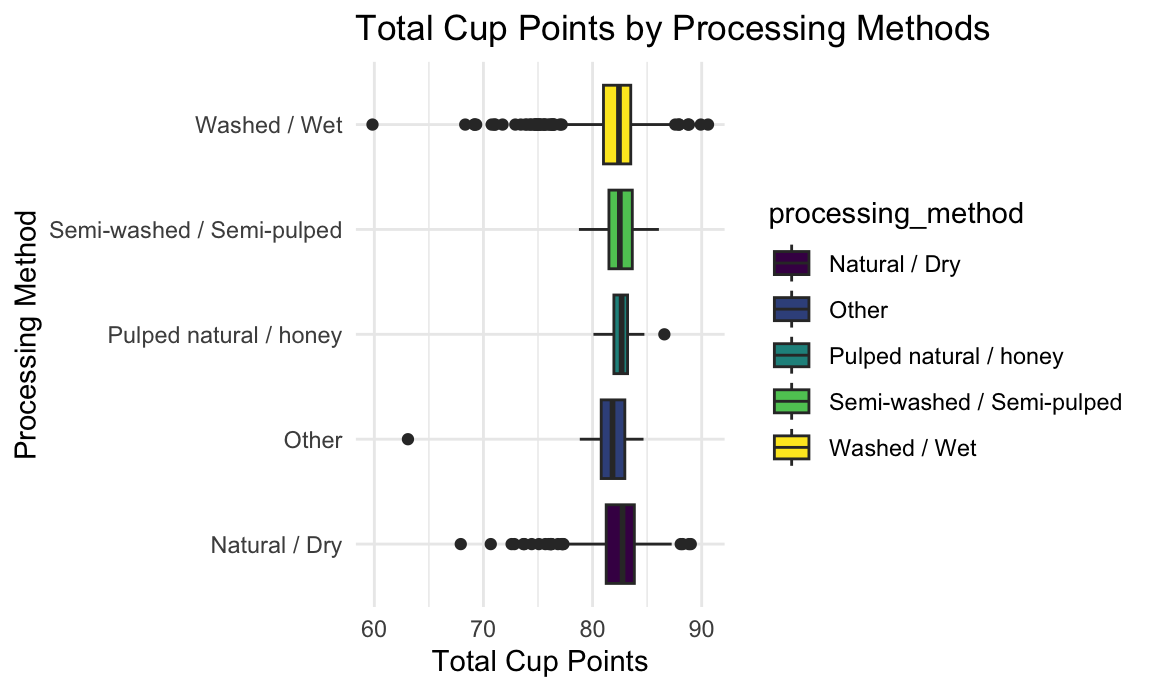 Total Cup Points by Processing Methods
Processing Method
Washed / Wet
Semi-washed / Semi-pulped
Pulped natural / honey
Other
Natural / Dry
60 70 80 90
Total Cup Points
processing_method
Natural / Dry
Other
Pulped natural / honey
Semi-washed / Semi-pulped
Washed / Wet